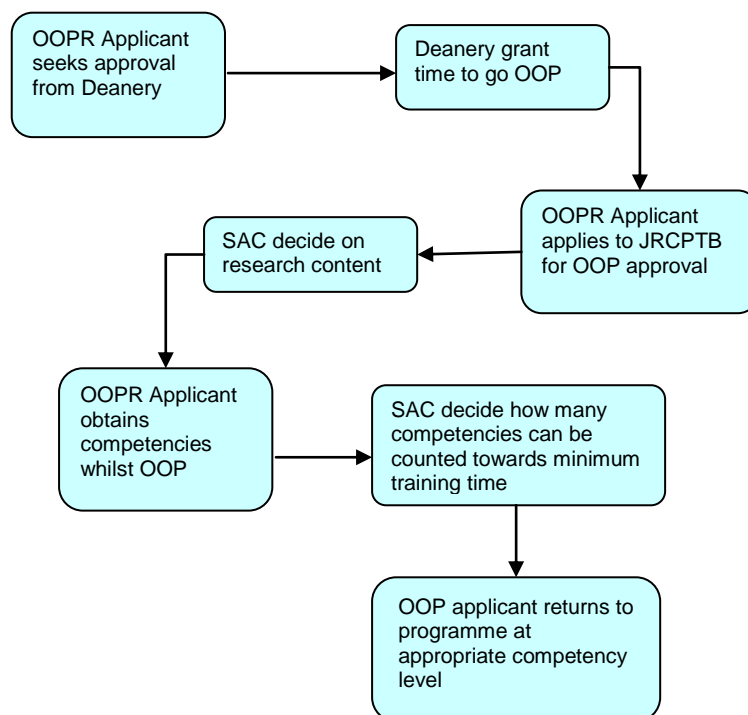 OOPR Applicant
seeks approval
from Deanery
Deanery grant
time to go OOP
OOPR Applicant
applies to JRCPTB
for OOP approval
SAC decide on
research content
OOPR Applicant
obtains
competencies
whilst OOP
SAC decide how many
competencies can be
counted towards minimum
training time
OOP applicant returns to
programme at
appropriate competency
level